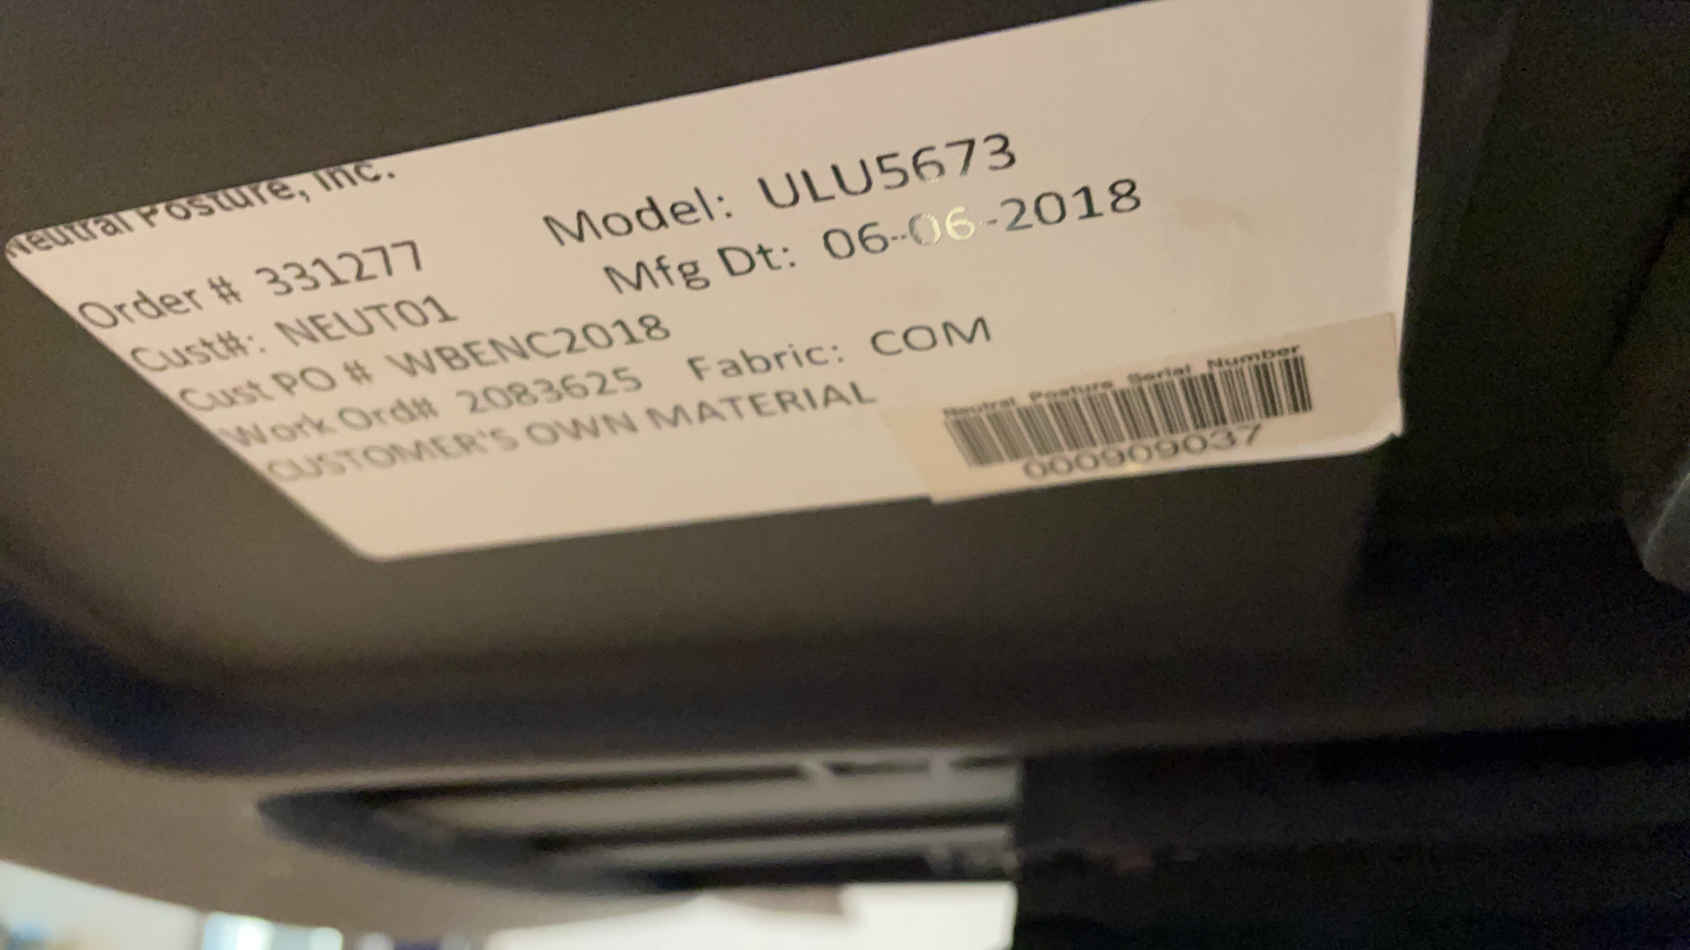 Neutral Posture, Inc.
Order # 331277
Model: ULU5673
Cust#: NEUT01
Mfg Dt: 06-06-2018
Cust PO # WBENC2018
Work Ord# 2083625 Fabric: COM
CUSTOMER'S OWN MATERIAL
Neutral Posture Serial Number
000909037